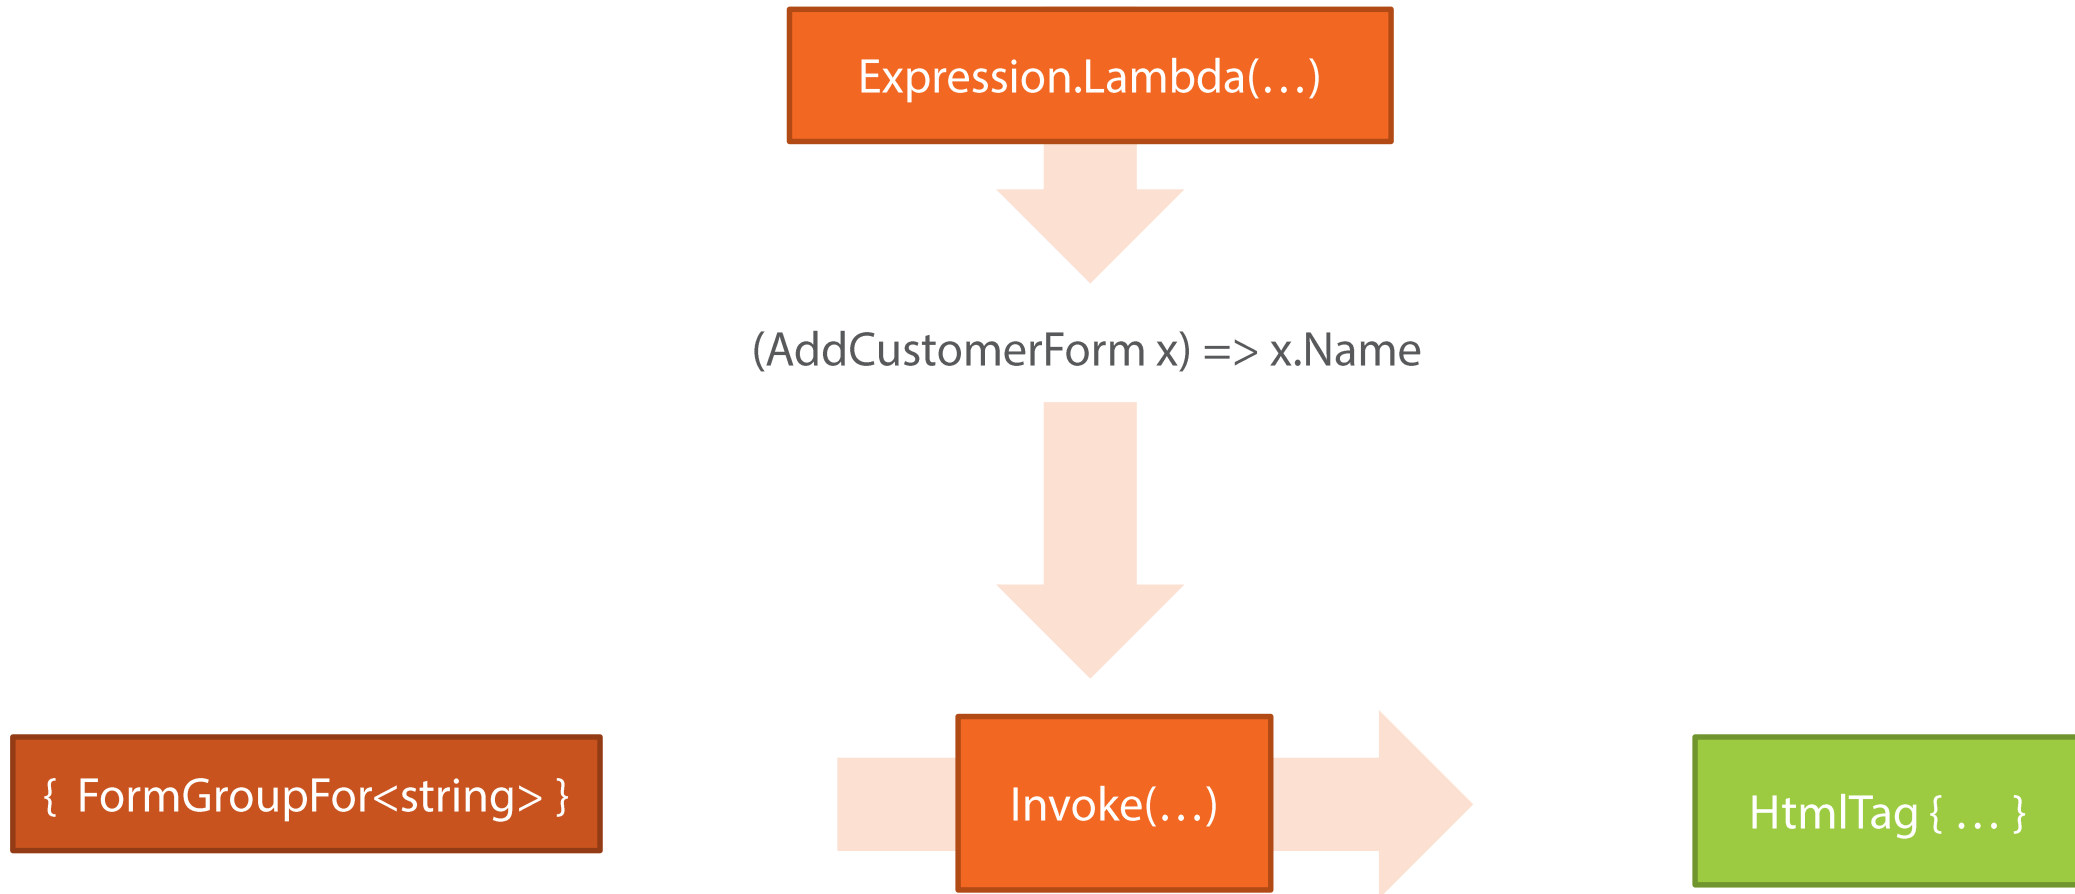 Expression.Lambda(…)
(AddCustomerForm x) => x.Name
{ FormGroupFor<string> }
Invoke(…)
HtmlTag { … }